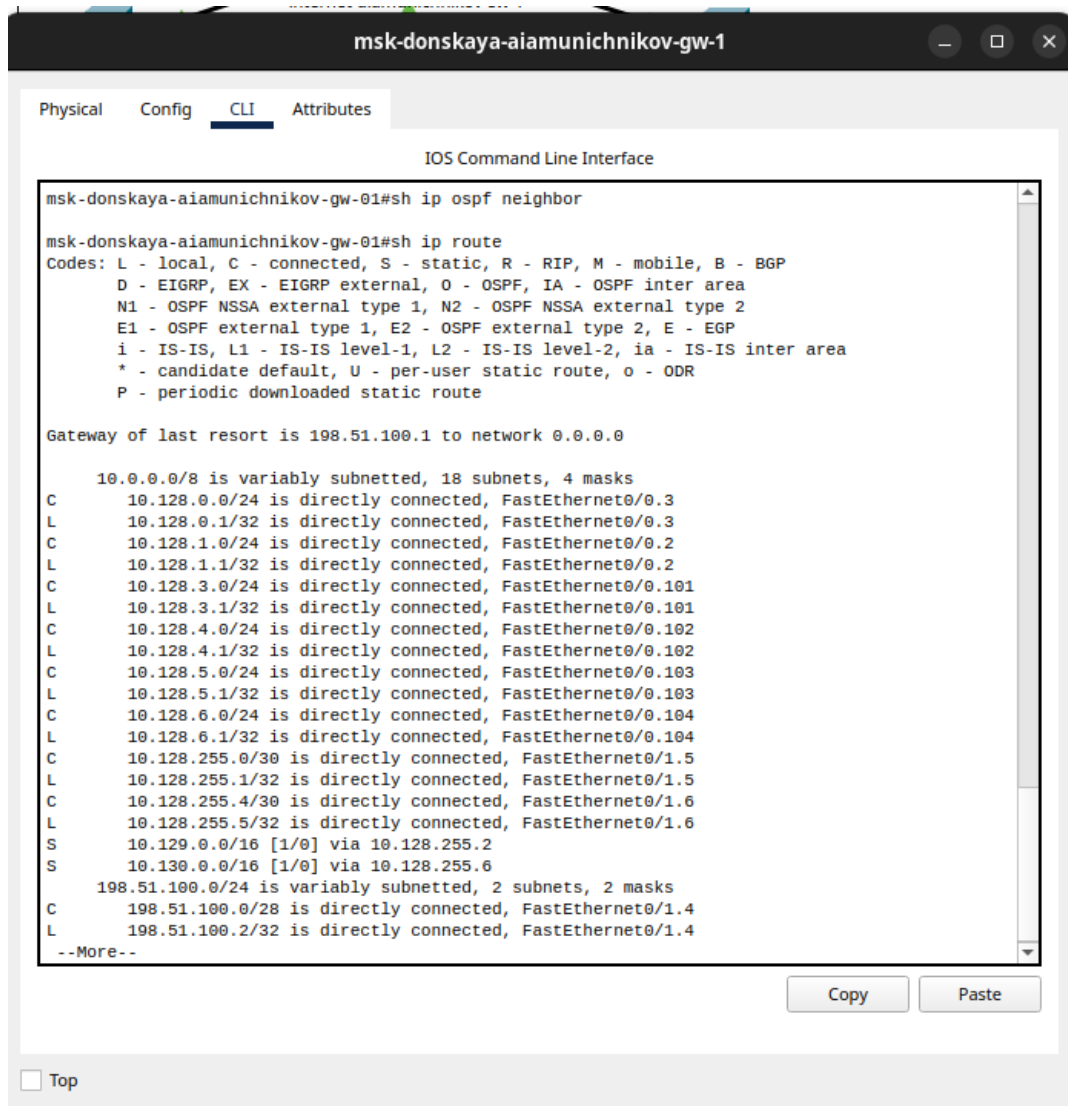 msk-donskaya-aiamunichnikov-gw-1
Physical Config CLI Attributes
IOS Command Line Interface
msk-donskaya-aiamunichnikov-gw-01#sh ip ospf neighbor
msk-donskaya-aiamunichnikov-gw-01#sh ip route
Codes: L - local, C - connected, S - static, R - RIP, M - mobile, B - BGP
D - EIGRP, EX - EIGRP external, O - OSPF, IA - OSPF inter area
N1 - OSPF NSSA external type 1, N2 - OSPF NSSA external type 2
E1 - OSPF external type 1, E2 - OSPF external type 2, E - EGP
i - IS-IS, L1 - IS-IS level-1, L2 - IS-IS level-2, ia - IS-IS inter area
* - candidate default, U - per-user static route, o - ODR
P - periodic downloaded static route
Gateway of last resort is 198.51.100.1 to network 0.0.0.0
10.0.0.0/8 is variably subnetted, 18 subnets, 4 masks
C 10.128.0.0/24 is directly connected, FastEthernet0/0.3
L 10.128.0.1/32 is directly connected, FastEthernet0/0.3
C 10.128.1.0/24 is directly connected, FastEthernet0/0.2
L 10.128.1.1/32 is directly connected, FastEthernet0/0.2
C 10.128.3.0/24 is directly connected, FastEthernet0/0.101
L 10.128.3.1/32 is directly connected, FastEthernet0/0.101
C 10.128.4.0/24 is directly connected, FastEthernet0/0.102
L 10.128.4.1/32 is directly connected, FastEthernet0/0.102
C 10.128.5.0/24 is directly connected, FastEthernet0/0.103
L 10.128.5.1/32 is directly connected, FastEthernet0/0.103
C 10.128.6.0/24 is directly connected, FastEthernet0/0.104
L 10.128.6.1/32 is directly connected, FastEthernet0/0.104
C 10.128.255.0/30 is directly connected, FastEthernet0/1.5
L 10.128.255.1/32 is directly connected, FastEthernet0/1.5
C 10.128.255.4/30 is directly connected, FastEthernet0/1.6
L 10.128.255.5/32 is directly connected, FastEthernet0/1.6
S 10.129.0.0/16 [1/0] via 10.128.255.2
S 10.130.0.0/16 [1/0] via 10.128.255.6
198.51.100.0/24 is variably subnetted, 2 subnets, 2 masks
C 198.51.100.0/28 is directly connected, FastEthernet0/1.4
L 198.51.100.2/32 is directly connected, FastEthernet0/1.4
--More--
Copy Paste
Top